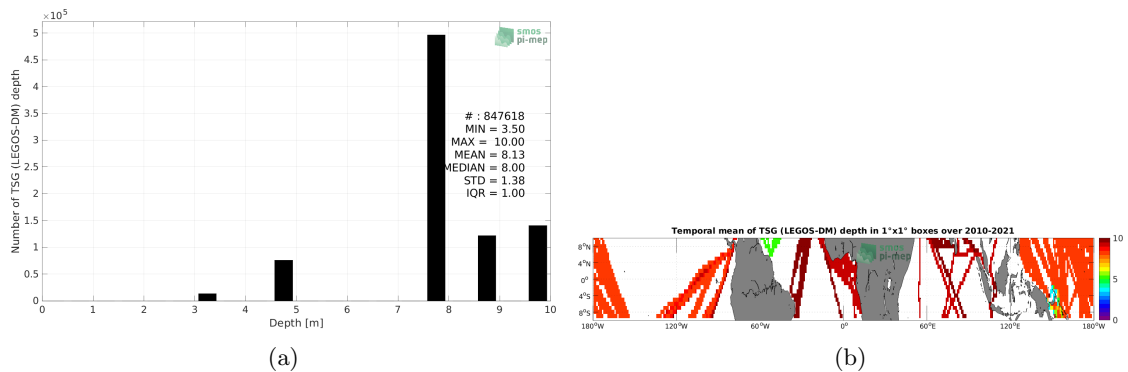 ×10⁵
smos
pi-mep
5
4.5
4
3.5
3
2.5
2
1.5
1
0.5
0
Number of TSG (LEGOS-DM) depth
# : 847618
MIN = 3.50
MAX = 10.00
MEAN = 8.13
MEDIAN = 8.00
STD = 1.38
IQR = 1.00
0 1 2 3 4 5 6 7 8 9 10
Depth [m]
(a)
Temporal mean of TSG (LEGOS-DM) depth in 1°x1° boxes over 2010-2021
smos
pi-mep
8°N
4°N
0°
4°S
8°S
180°W 120°W 60°W 0° 60°E 120°E 180°W
10
5
0
(b)